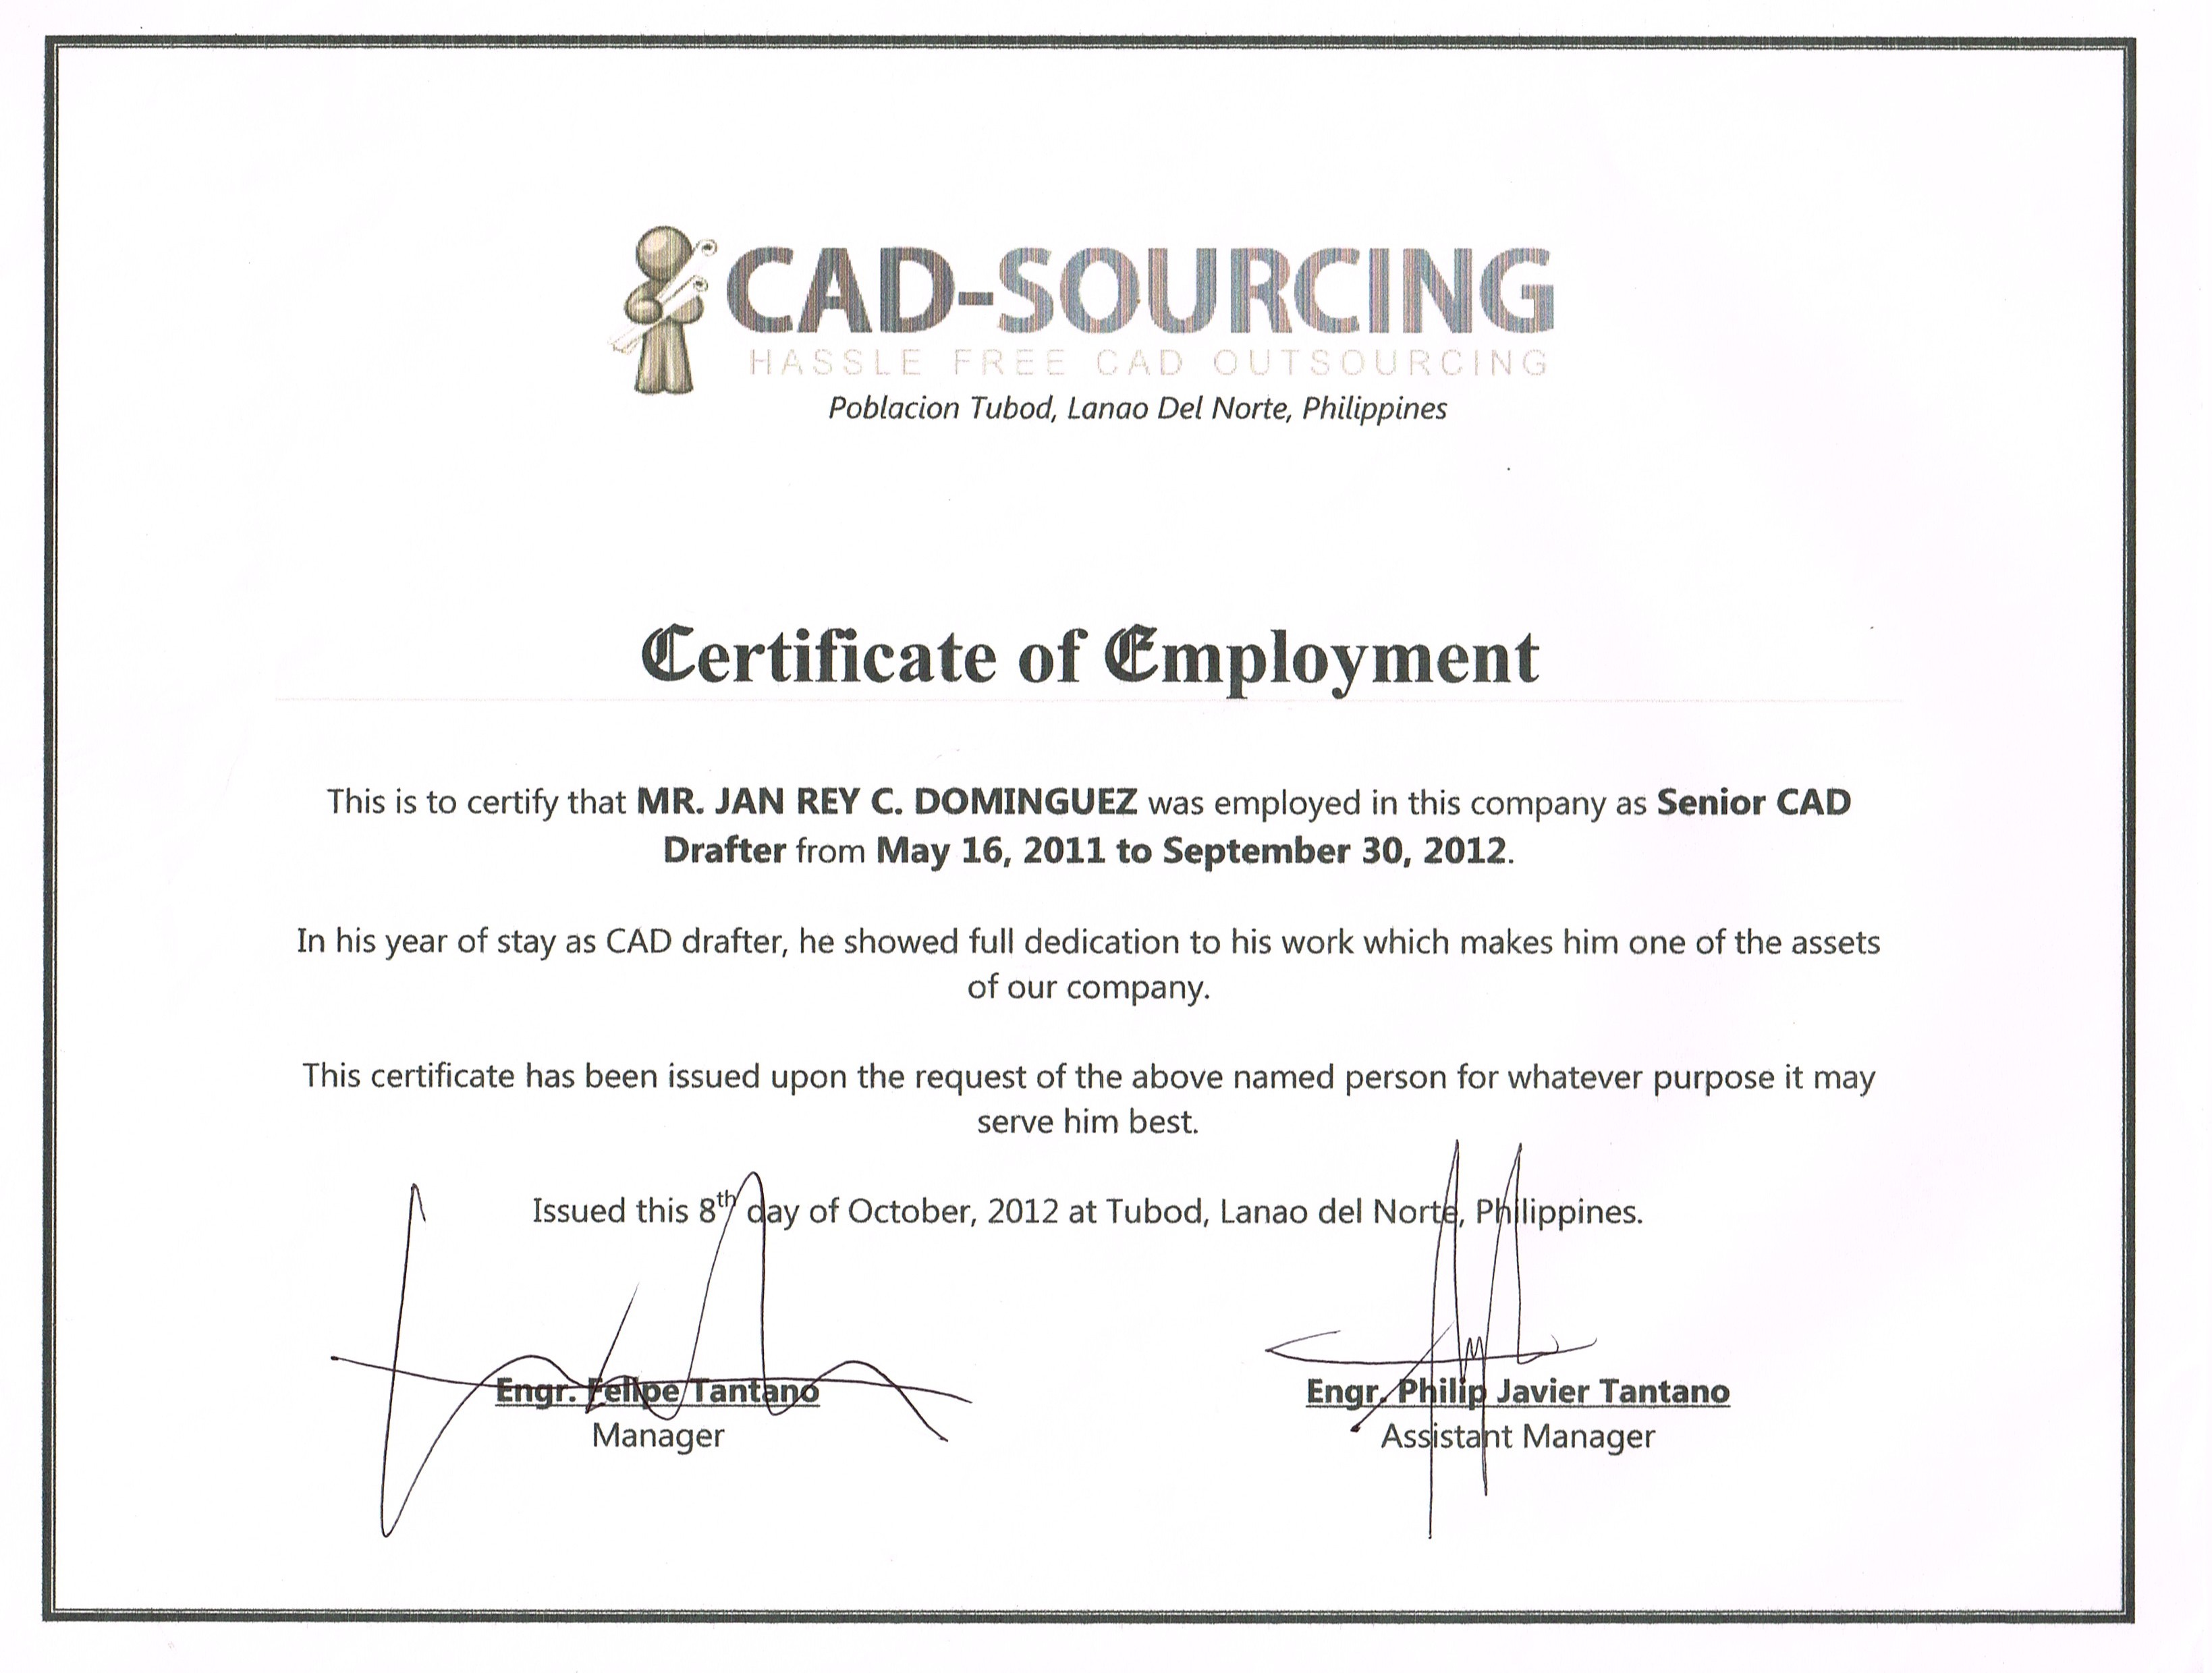 CAD-SOURCING
HASSLE FREE CAD OUTSOURCING
Poblacion Tubod, Lanao Del Norte, Philippines
Certificate of Employment
This is to certify that MR. JAN REY C. DOMINGUEZ was employed in this company as Senior CAD
Drafter from May 16, 2011 to September 30, 2012.
In his year of stay as CAD drafter, he showed full dedication to his work which makes him one of the assets
of our company.
This certificate has been issued upon the request of the above named person for whatever purpose it may
serve him best.
Issued this 8th day of October, 2012 at Tubod, Lanao del Norte, Philippines.
Engr. Felipe Tantano
Manager
Engr. Philip Javier Tantano
Assistant Manager